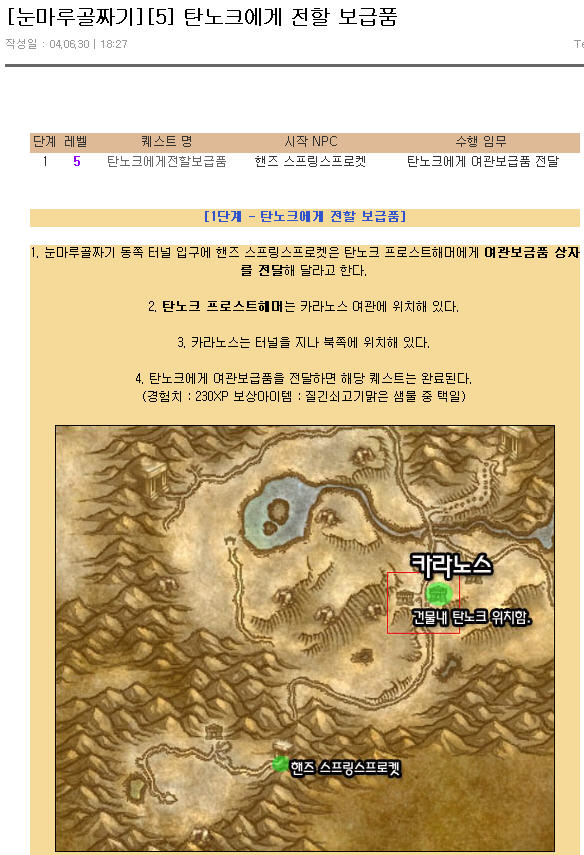 [눈마루골짜기][5] 탄노크에게 전할 보급품
작성일 : 04,06,30 | 18:27
Te
단계 레벨 퀘스트 명 시작 NPC 수행 임무
1 5 탄노크에게전할보급품 핸즈 스프링스프로켓 탄노크에게 여관보급품 전달
[1단계 - 탄노크에게 전할 보급품]
1. 눈마루골짜기 동쪽 터널 입구에 핸즈 스프링스프로켓은 탄노크 프로스트해머에게 여관보금품 상자
를 전달해 달라고 한다.
2. 탄노크 프로스트해머는 카라노스 여관에 위치해 있다.
3. 카라노스는 터널을 지나 북쪽에 위치해 있다.
4. 탄노크에게 여관보급품을 전달하면 해당 퀘스트는 완료된다.
(경험치 : 230XP 보상아이템 : 질긴쇠고기맑은 샘물 중 택일)
카라노스
건물내 탄노크 위치함.
핸즈 스프링스프로켓